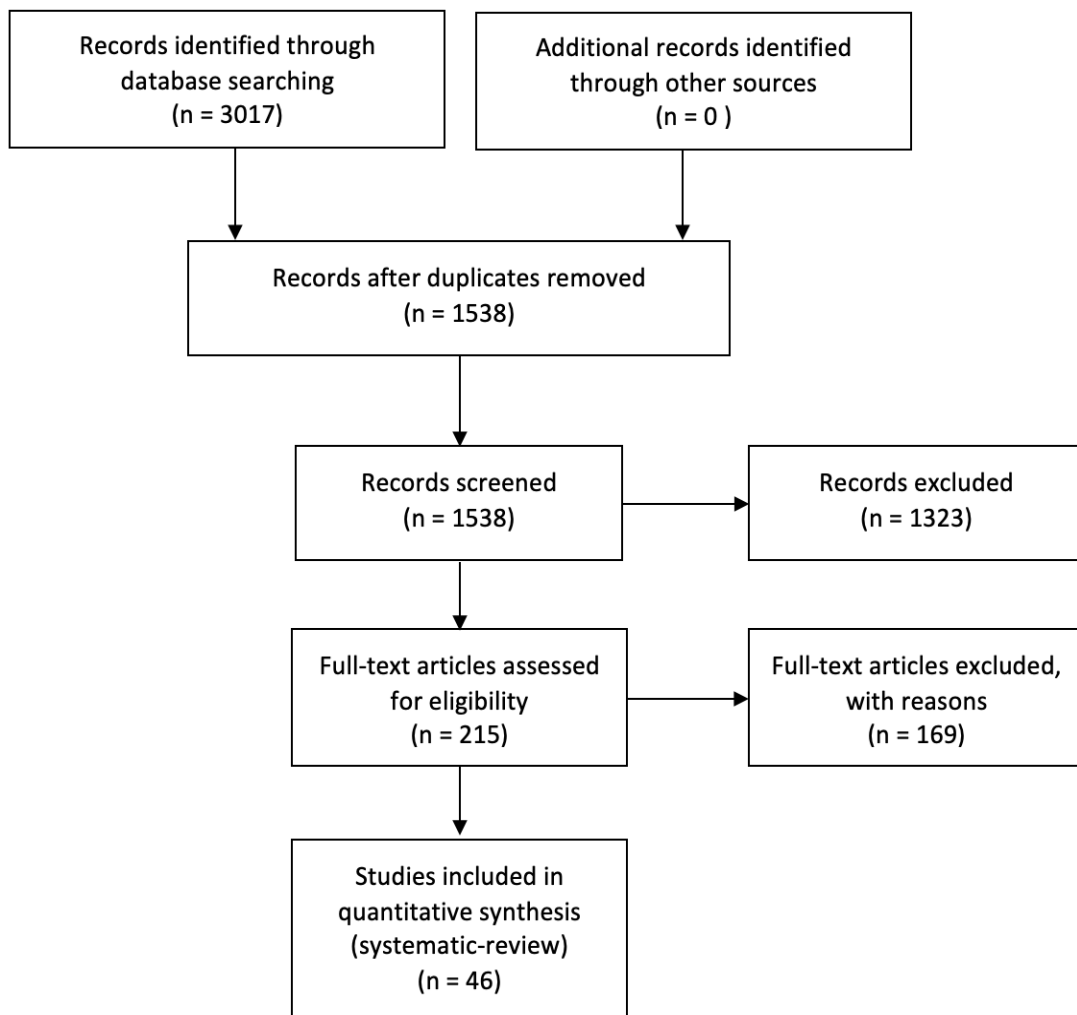 Records identified through
database searching
(n = 3017)
Additional records identified
through other sources
(n = 0 )
Records after duplicates removed
(n = 1538)
Records screened
(n = 1538)
Records excluded
(n = 1323)
Full-text articles assessed
for eligibility
(n = 215)
Full-text articles excluded,
with reasons
(n = 169)
Studies included in
quantitative synthesis
(systematic-review)
(n = 46)